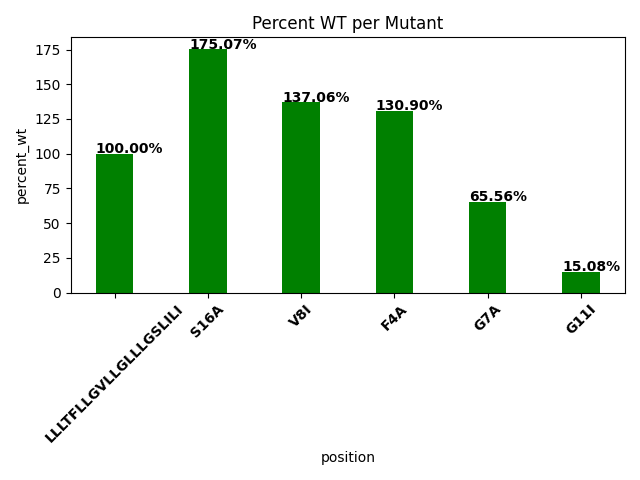 Percent WT per Mutant
percent_wt
175
150
125
100
75
50
25
0
100.00%
175.07%
137.06%
130.90%
65.56%
15.08%
LLLTFLLGVLLGLLLGSLILI
S16A
V8I
F4A
G7A
G11I
position